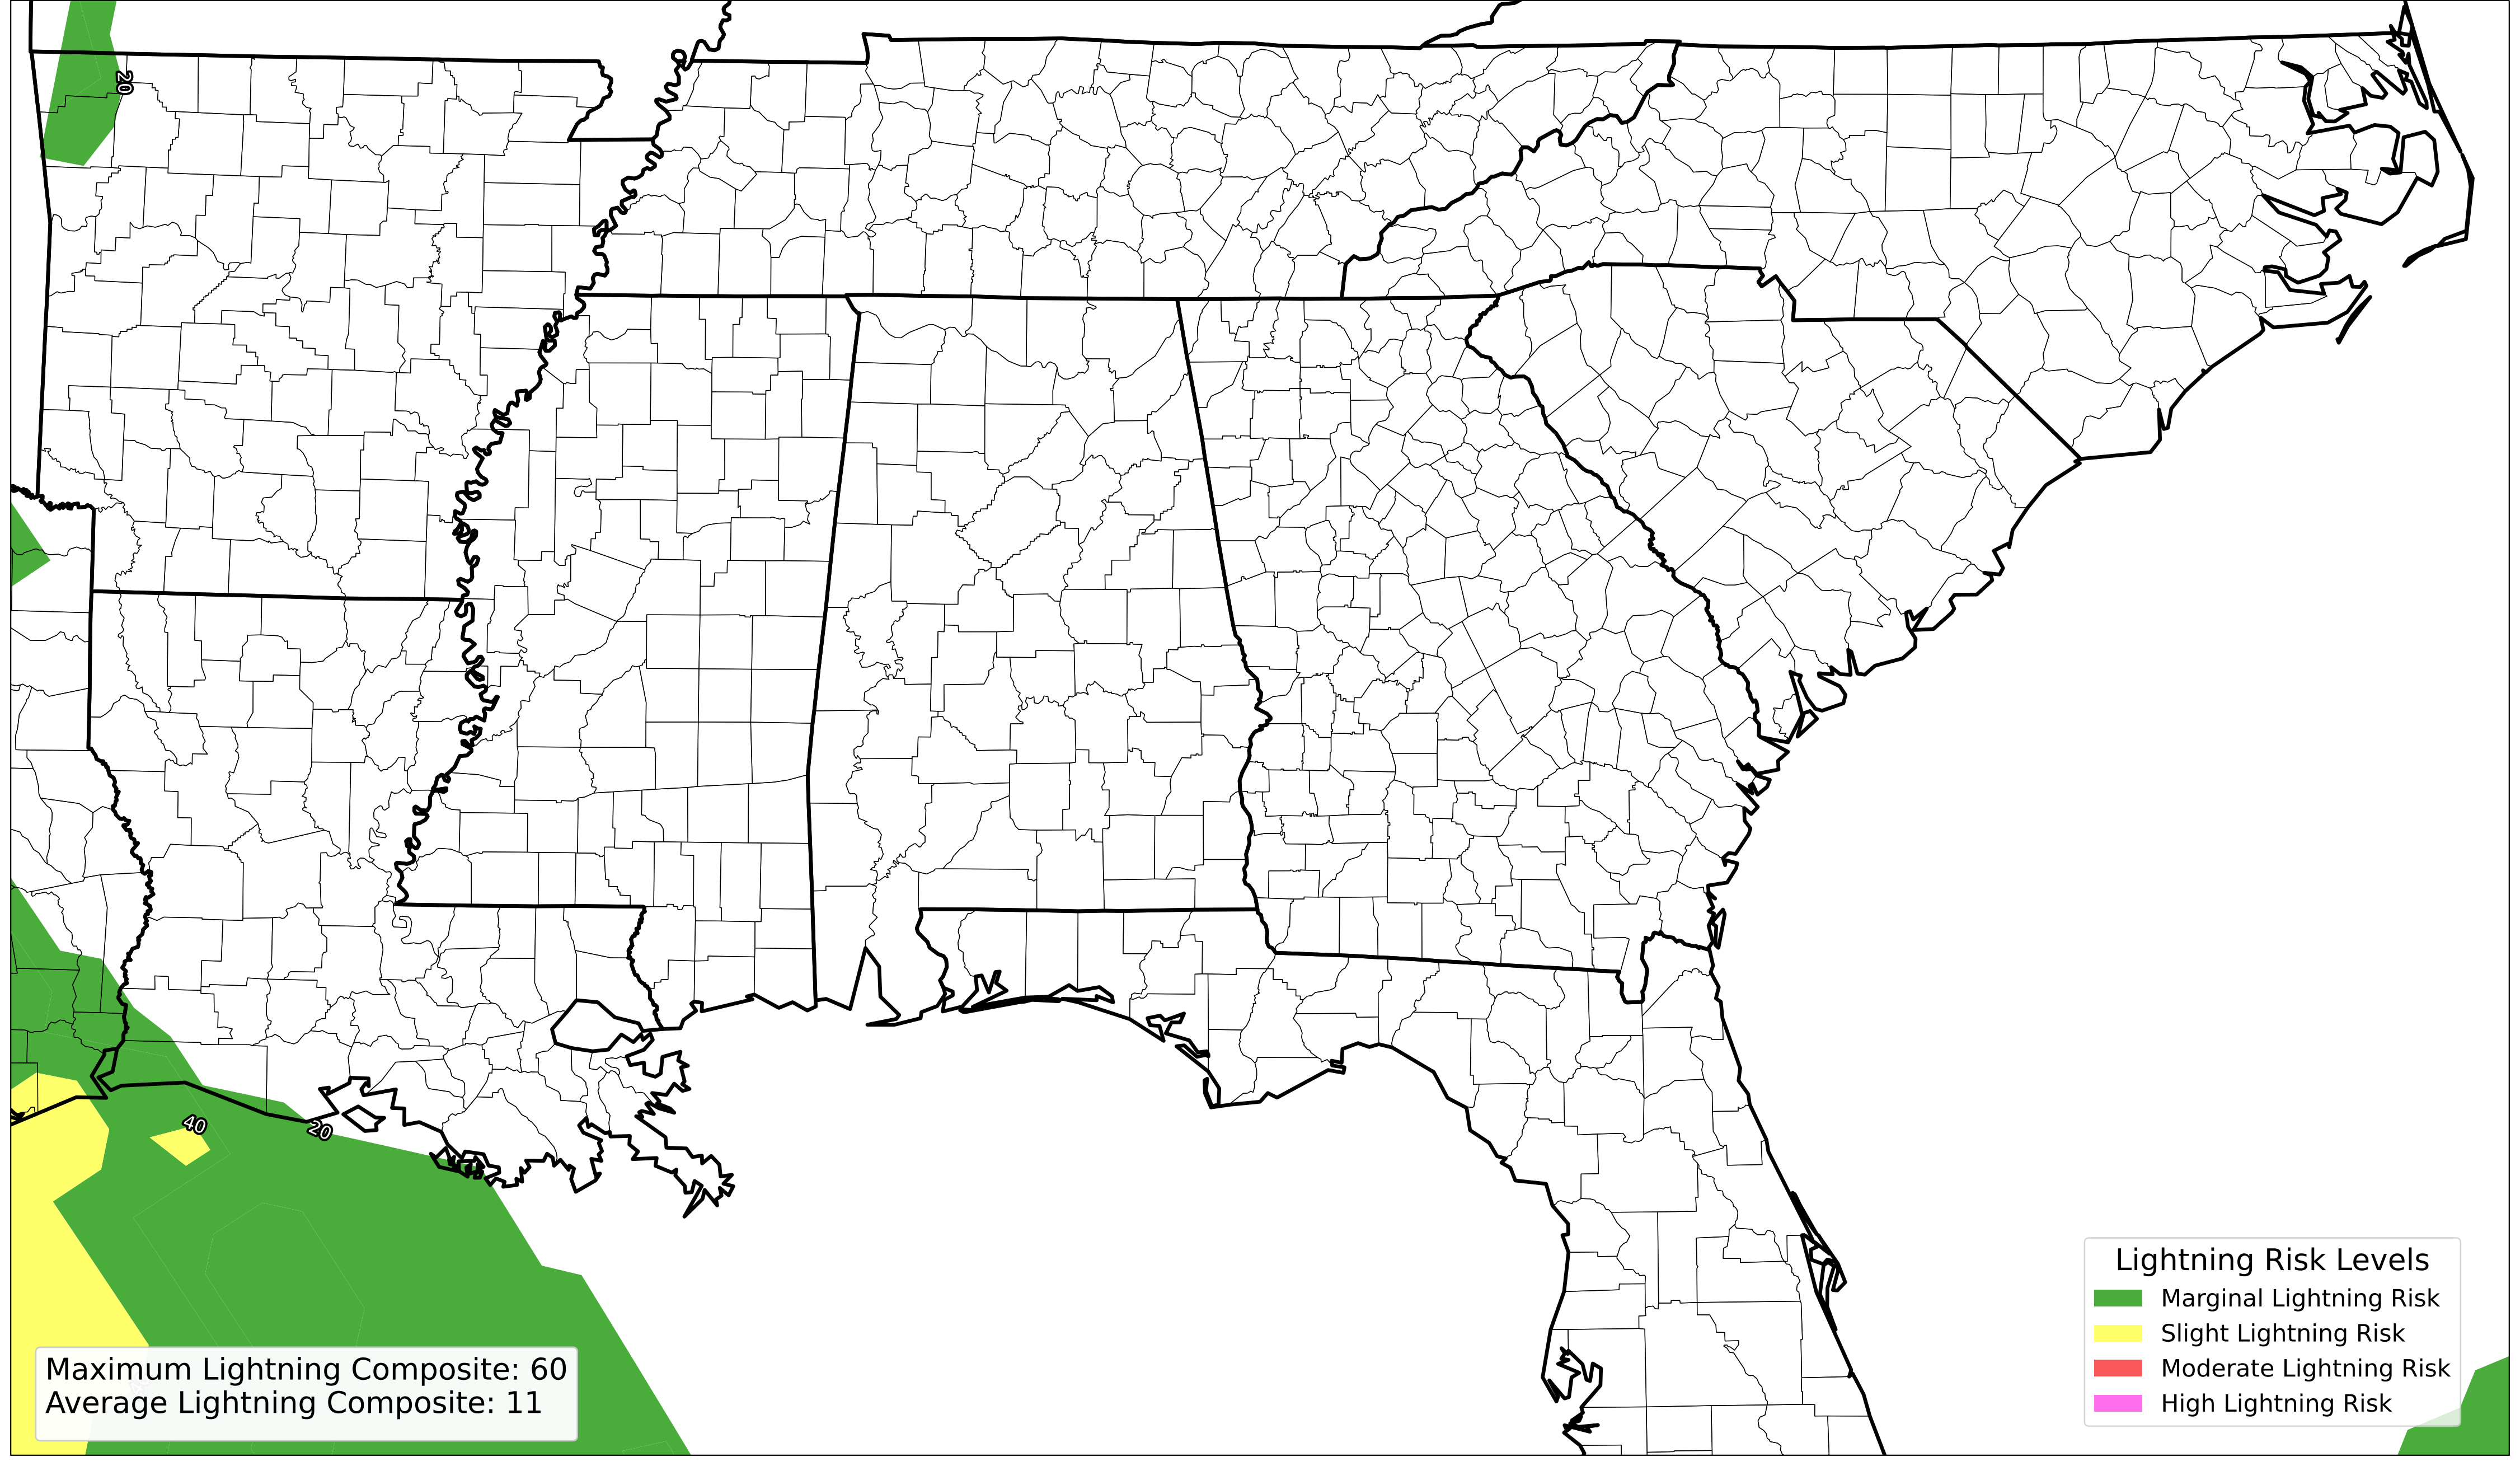 20
40
20
Lightning Risk Levels
Marginal Lightning Risk
Slight Lightning Risk
Moderate Lightning Risk
High Lightning Risk
Maximum Lightning Composite: 60
Average Lightning Composite: 11